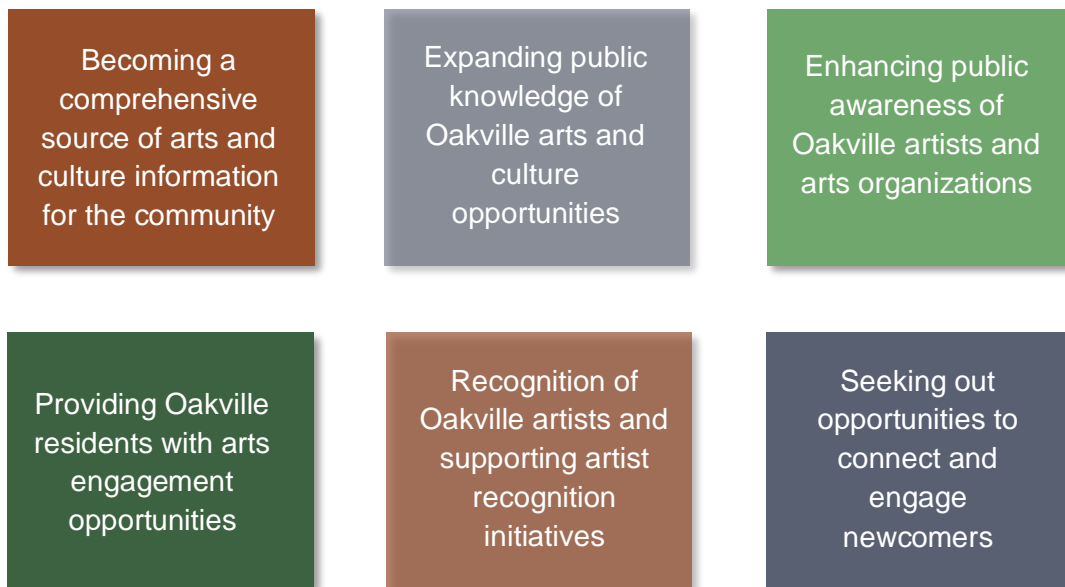 Becoming a
comprehensive
source of arts and
culture information
for the community
Expanding public
knowledge of
Oakville arts and
culture
opportunities
Enhancing public
awareness of
Oakville artists and
arts organizations
Providing Oakville
residents with arts
engagement
opportunities
Recognition of
Oakville artists and
supporting artist
recognition
initiatives
Seeking out
opportunities to
connect and
engage
newcomers